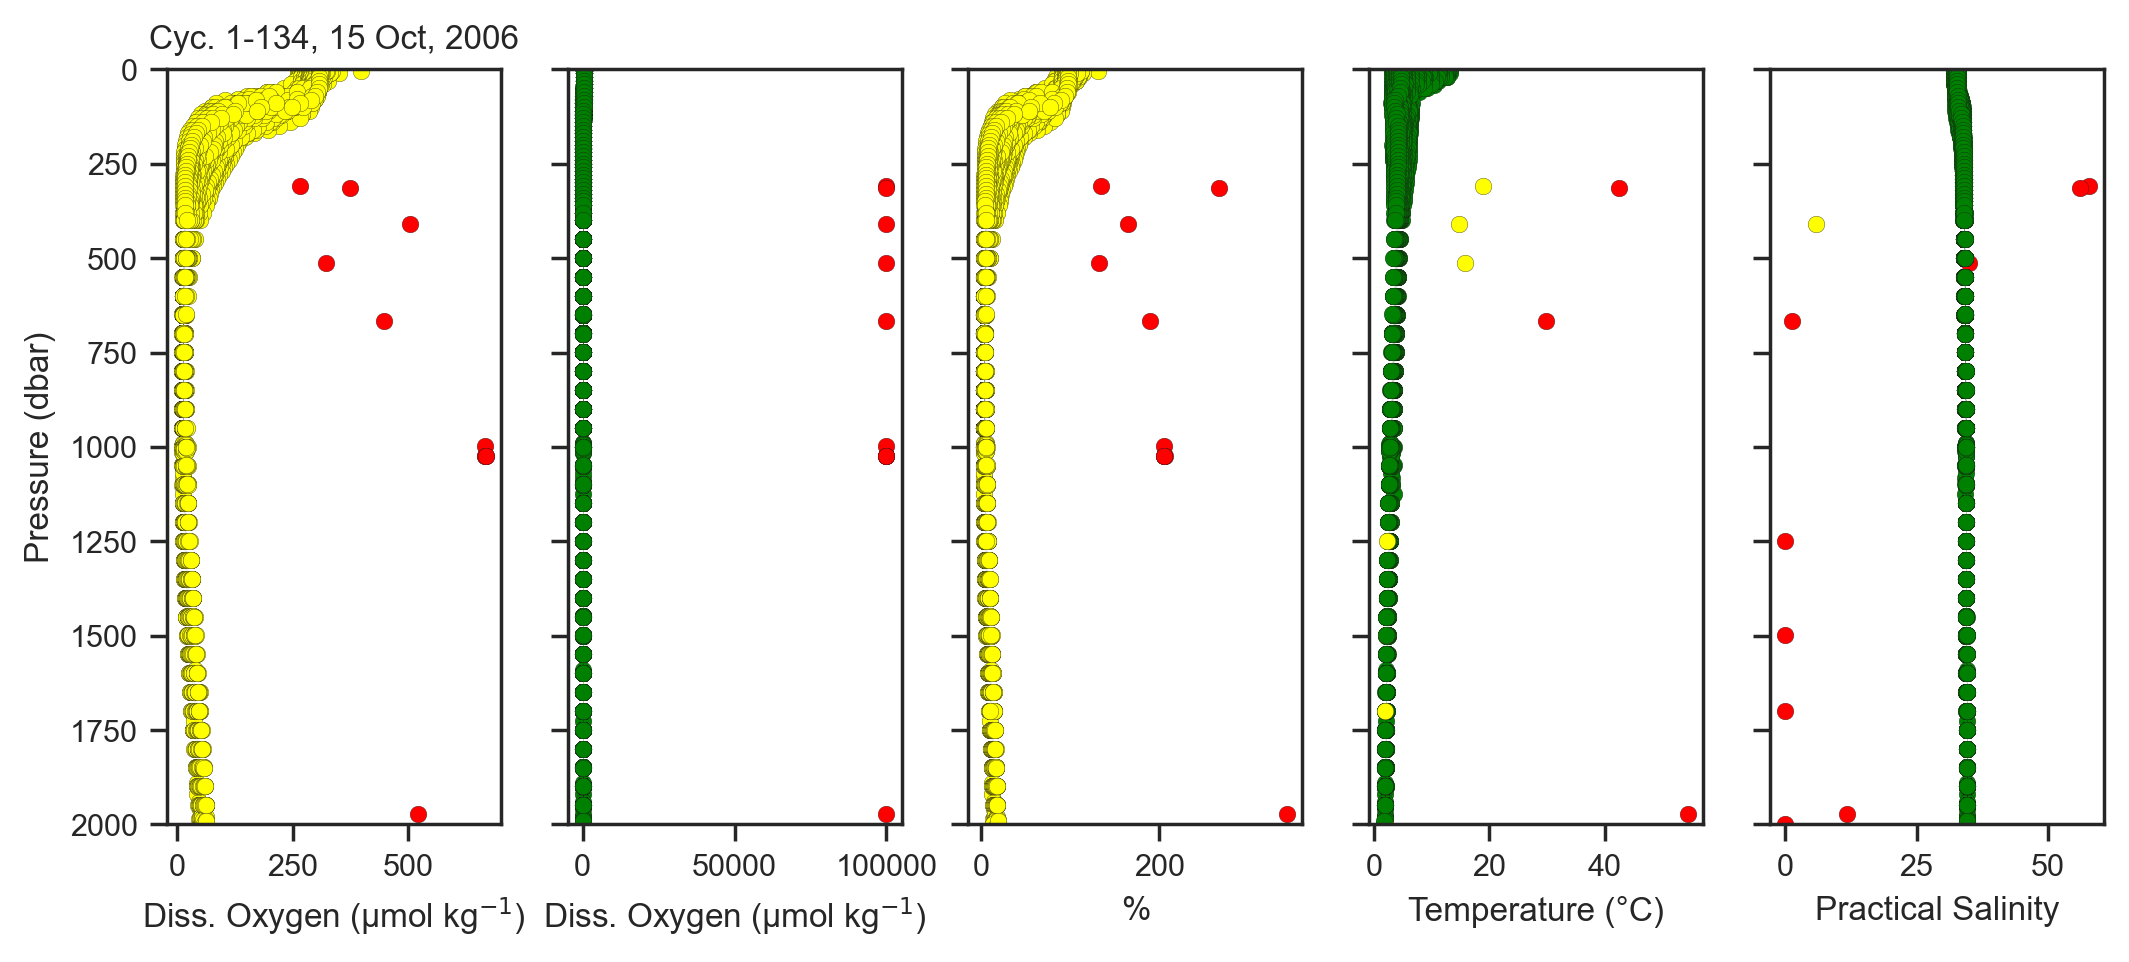 Cyc. 1-134, 15 Oct, 2006
0
250
500
750
1000
1250
1500
1750
2000
Pressure (dbar)
0 250 500
0 50000 100000
0 200
0 20 40
0 25 50
Diss. Oxygen (µmol kg⁻¹)
Diss. Oxygen (µmol kg⁻¹)
%
Temperature (°C)
Practical Salinity